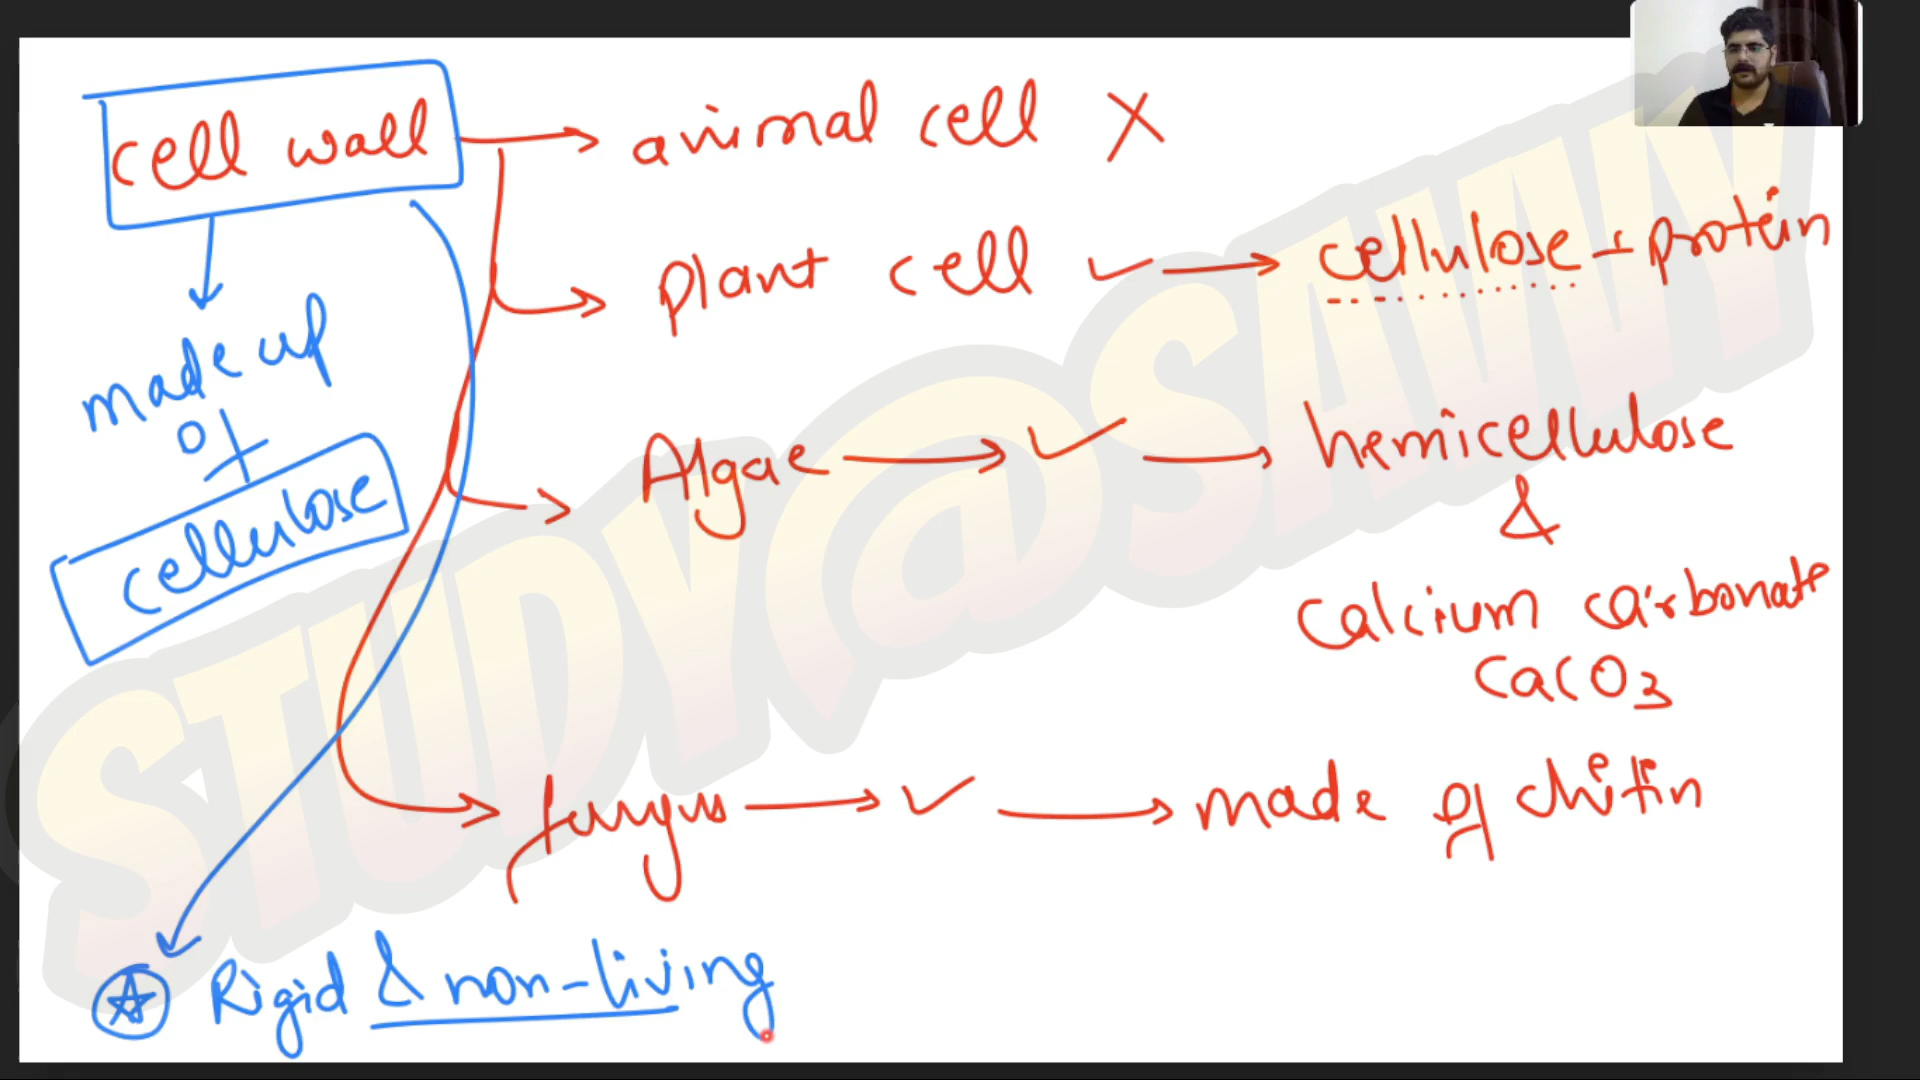 cell wall → animal cell X
plant cell ✓ → cellulose + protein
made up
of
cellulose
Algae → ✓ → hemicellulose
&
Calcium carbonate
CaCO3
fungus → ✓ → made of chitin
Rigid & non-living
STUDY@SAVVY